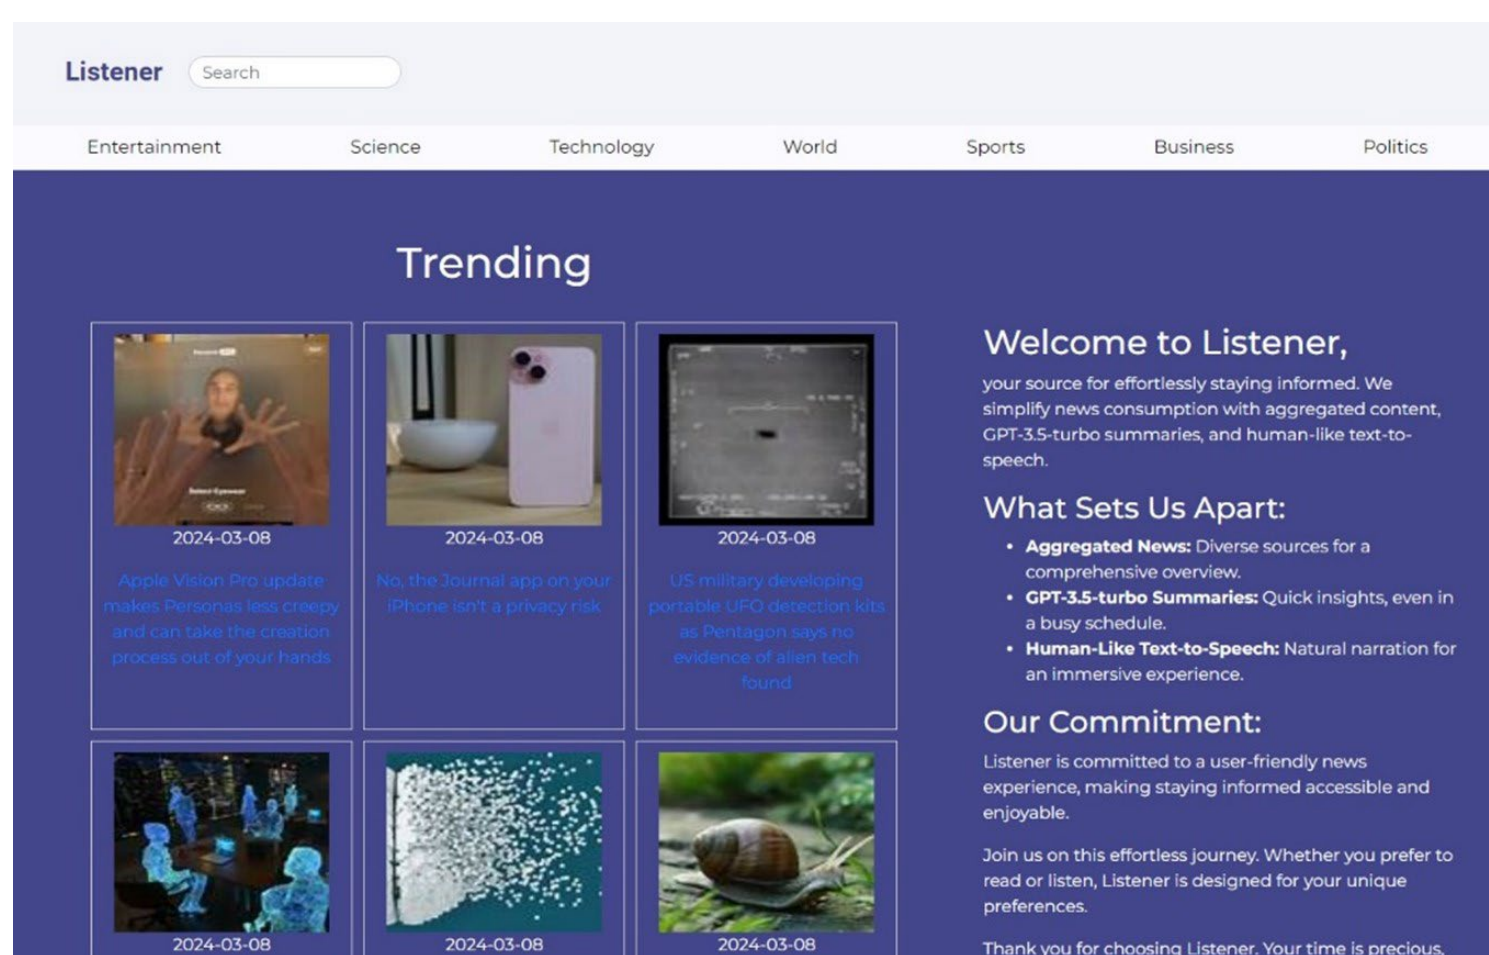 Listener
Search
Entertainment Science Technology World Sports Business Politics
Trending
2024-03-08
Apple Vision Pro update
makes Personas less creepy
and can take the creation
process out of your hands
2024-03-08
No, the Journal app on your
iPhone isn't a privacy risk
2024-03-08
US military developing
portable UFO detection kits
as Pentagon says no
evidence of alien tech
found
2024-03-08
2024-03-08
2024-03-08
Welcome to Listener,
your source for effortlessly staying informed. We
simplify news consumption with aggregated content,
GPT-3.5-turbo summaries, and human-like text-to-
speech.
What Sets Us Apart:
• Aggregated News: Diverse sources for a
comprehensive overview.
• GPT-3.5-turbo Summaries: Quick insights, even in
a busy schedule.
• Human-Like Text-to-Speech: Natural narration for
an immersive experience.
Our Commitment:
Listener is committed to a user-friendly news
experience, making staying informed accessible and
enjoyable.
Join us on this effortless journey. Whether you prefer to
read or listen, Listener is designed for your unique
preferences.
Thank you for choosing Listener. Your time is precious,